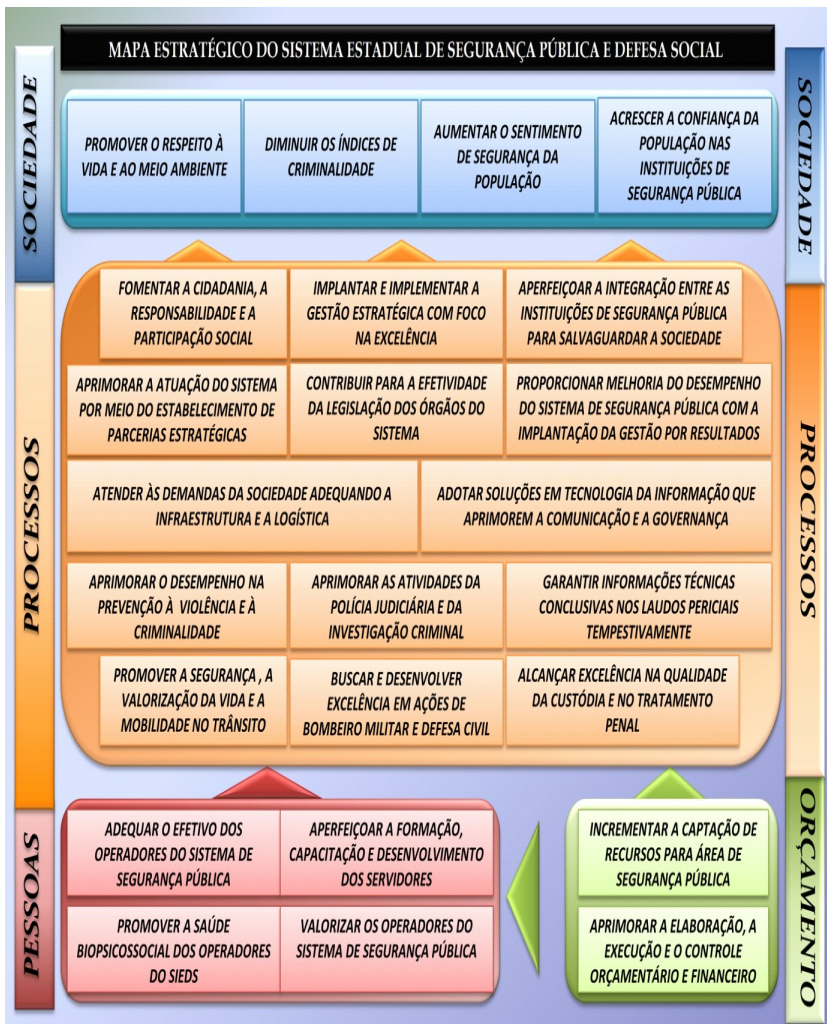 MAPA ESTRATÉGICO DO SISTEMA ESTADUAL DE SEGURANÇA PÚBLICA E DEFESA SOCIAL
SOCIEDADE
PROMOVER O RESPEITO À
VIDA E AO MEIO AMBIENTE
DIMINUIR OS ÍNDICES DE
CRIMINALIDADE
AUMENTAR O SENTIMENTO
DE SEGURANÇA DA
POPULAÇÃO
ACRESCER A CONFIANÇA DA
POPULAÇÃO NAS
INSTITUIÇÕES DE
SEGURANÇA PÚBLICA
SOCIEDADE
PROCESSOS
FOMENTAR A CIDADANIA, A
RESPONSABILIDADE E A
PARTICIPAÇÃO SOCIAL
IMPLANTAR E IMPLEMENTAR A
GESTÃO ESTRATÉGICA COM FOCO
NA EXCELÊNCIA
APERFEIÇOAR A INTEGRAÇÃO ENTRE AS
INSTITUIÇÕES DE SEGURANÇA PÚBLICA
PARA SALVAGUARDAR A SOCIEDADE
APRIMORAR A ATUAÇÃO DO SISTEMA
POR MEIO DO ESTABELECIMENTO DE
PARCERIAS ESTRATÉGICAS
CONTRIBUIR PARA A EFETIVIDADE
DA LEGISLAÇÃO DOS ÓRGÃOS DO
SISTEMA
PROPORCIONAR MELHORIA DO DESEMPENHO
DO SISTEMA DE SEGURANÇA PÚBLICA COM A
IMPLANTAÇÃO DA GESTÃO POR RESULTADOS
ATENDER ÀS DEMANDAS DA SOCIEDADE ADEQUANDO A
INFRAESTRUTURA E A LOGÍSTICA
ADOTAR SOLUÇÕES EM TECNOLOGIA DA INFORMAÇÃO QUE
APRIMOREM A COMUNICAÇÃO E A GOVERNANÇA
APRIMORAR O DESEMPENHO NA
PREVENÇÃO À VIOLÊNCIA E À
CRIMINALIDADE
APRIMORAR AS ATIVIDADES DA
POLÍCIA JUDICIÁRIA E DA
INVESTIGAÇÃO CRIMINAL
GARANTIR INFORMAÇÕES TÉCNICAS
CONCLUSIVAS NOS LAUDOS PERICIAIS
TEMPESTIVAMENTE
PROMOVER A SEGURANÇA , A
VALORIZAÇÃO DA VIDA E A
MOBILIDADE NO TRÂNSITO
BUSCAR E DESENVOLVER
EXCELÊNCIA EM AÇÕES DE
BOMBEIRO MILITAR E DEFESA CIVIL
ALCANÇAR EXCELÊNCIA NA QUALIDADE
DA CUSTÓDIA E NO TRATAMENTO
PENAL
PROCESSOS
PESSOAS
ADEQUAR O EFETIVO DOS
OPERADORES DO SISTEMA DE
SEGURANÇA PÚBLICA
APERFEIÇOAR A FORMAÇÃO,
CAPACITAÇÃO E DESENVOLVIMENTO
DOS SERVIDORES
PROMOVER A SAÚDE
BIOPSICOSSOCIAL DOS OPERADORES
DO SIEDS
VALORIZAR OS OPERADORES DO
SISTEMA DE SEGURANÇA PÚBLICA
INCREMENTAR A CAPTAÇÃO DE
RECURSOS PARA ÁREA DE
SEGURANÇA PÚBLICA
APRIMORAR A ELABORAÇÃO, A
EXECUÇÃO E O CONTROLE
ORÇAMENTÁRIO E FINANCEIRO
ORÇAMENTO